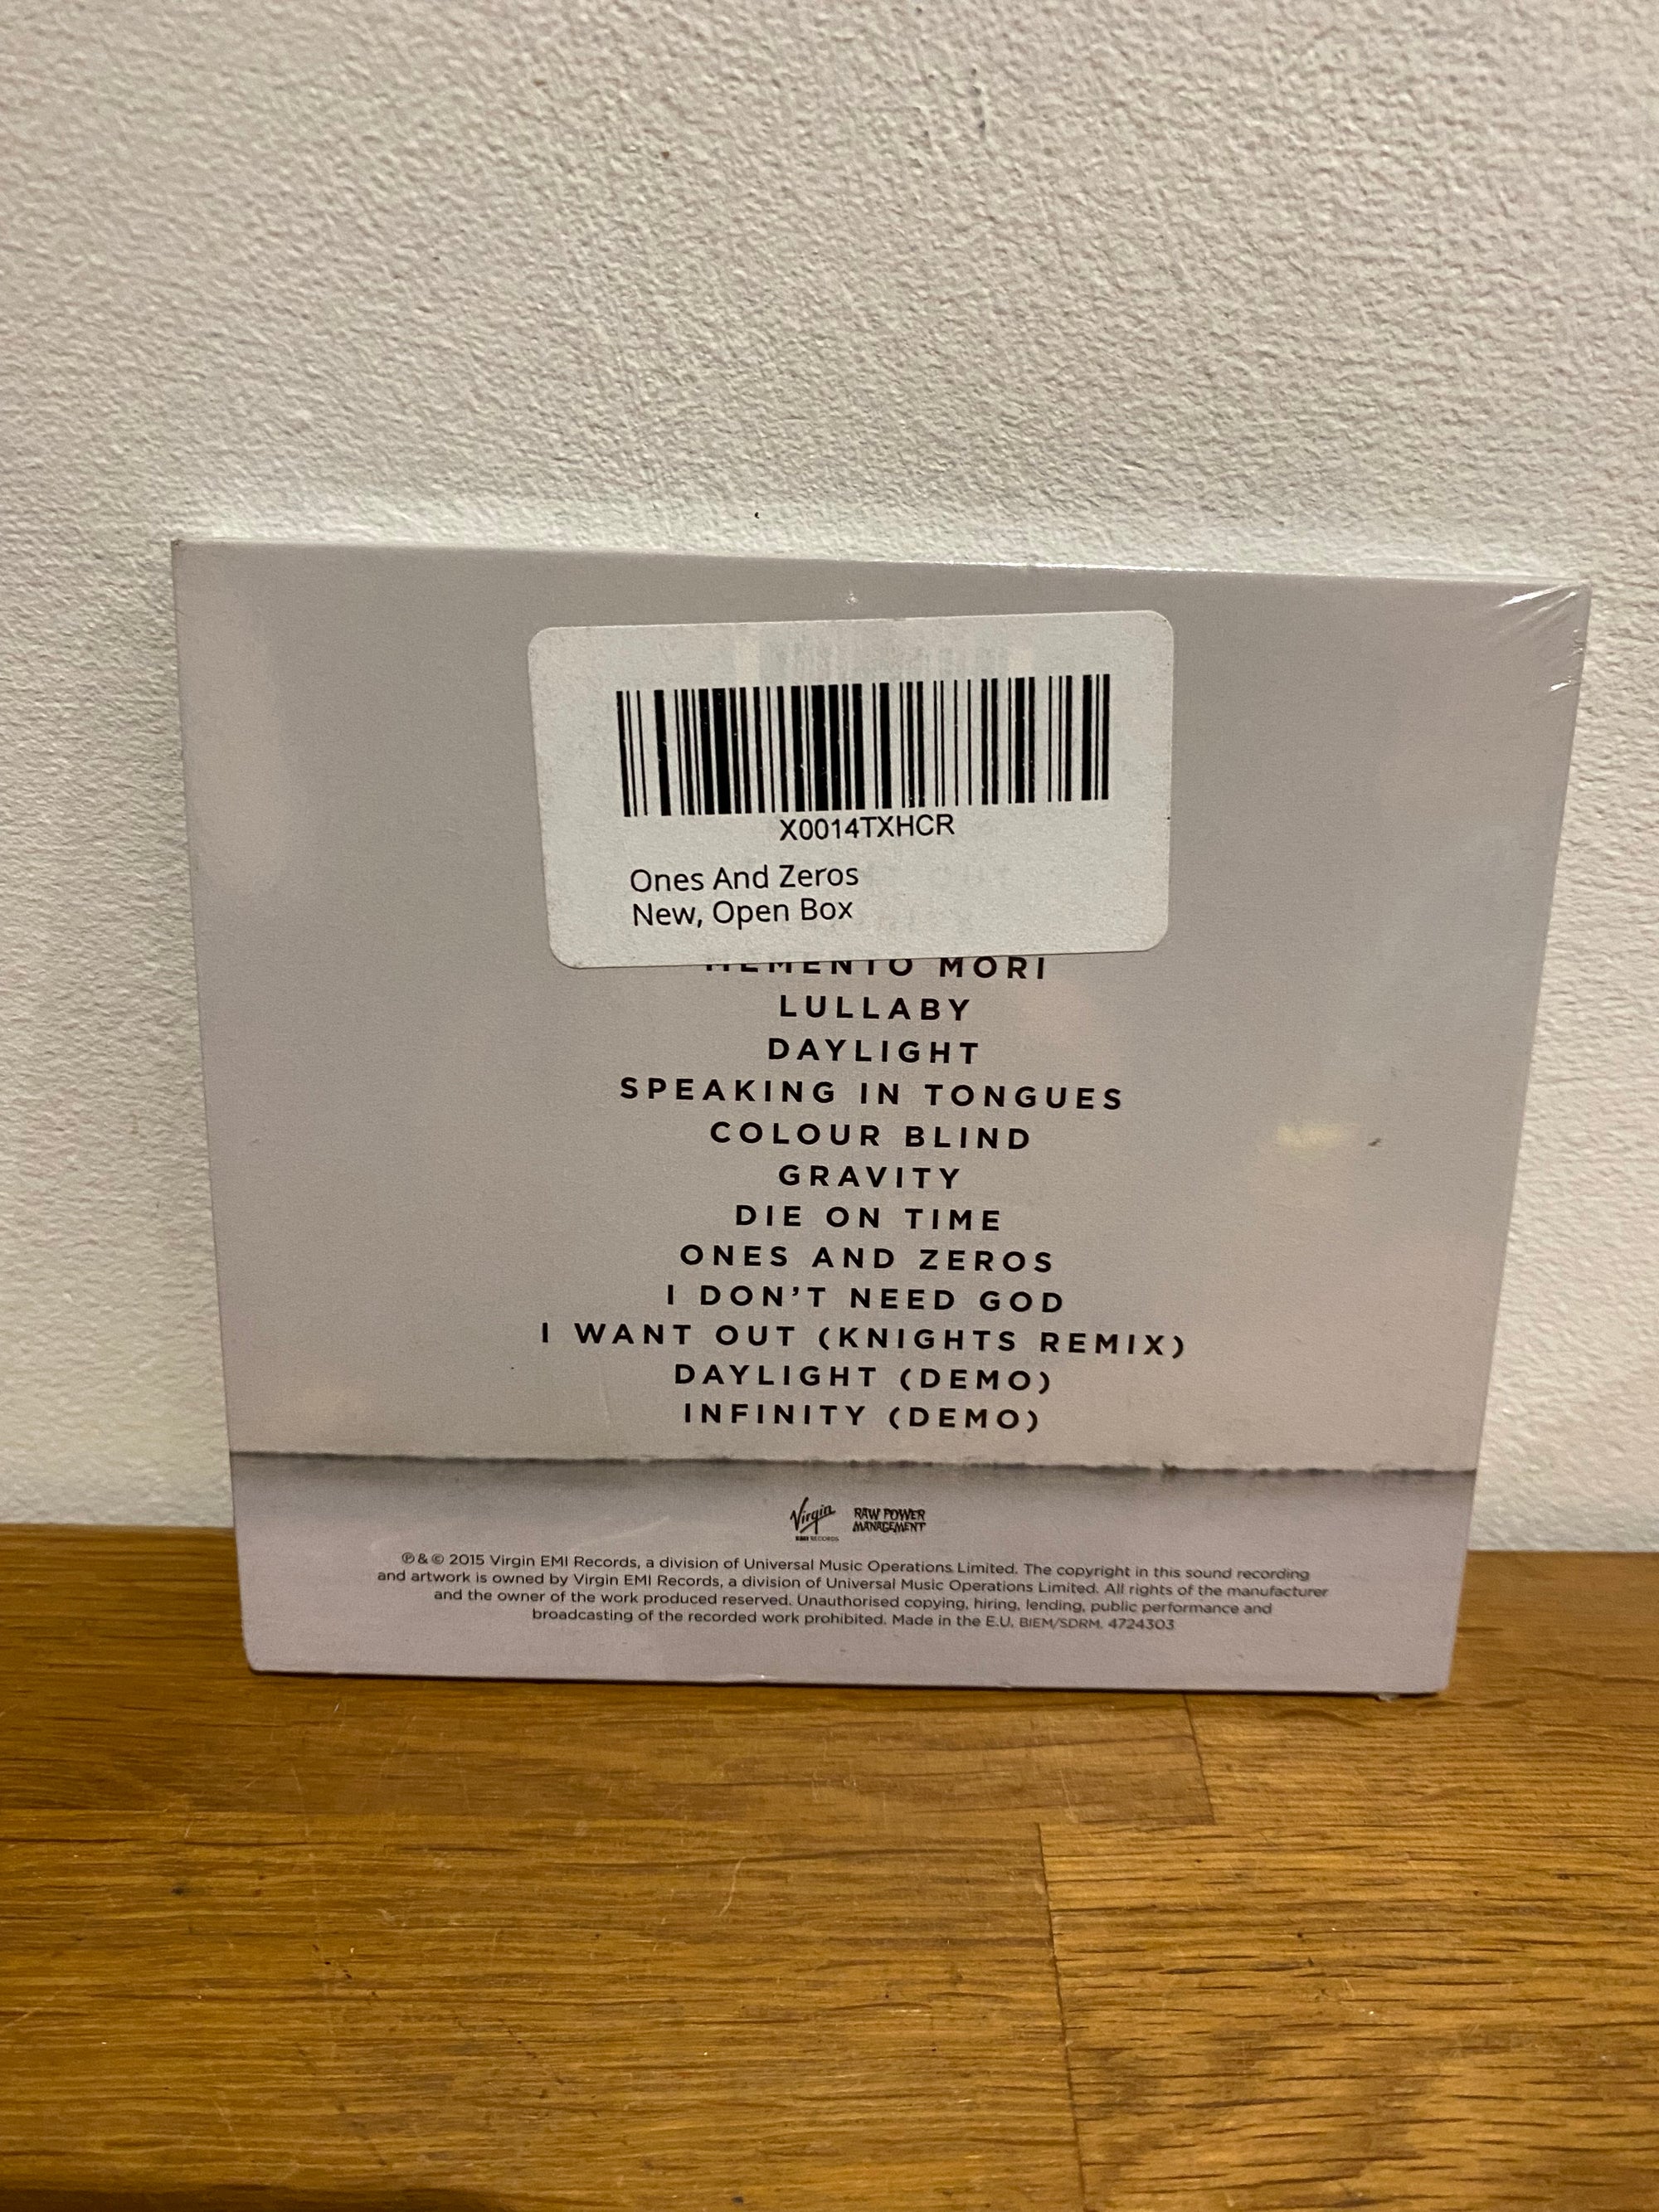 X0014TXHCR
Ones And Zeros
New, Open Box
MEMENTO MORI
LULLABY
DAYLIGHT
SPEAKING IN TONGUES
COLOUR BLIND
GRAVITY
DIE ON TIME
ONES AND ZEROS
I DON'T NEED GOD
I WANT OUT (KNIGHTS REMIX)
DAYLIGHT (DEMO)
INFINITY (DEMO)
Virgin
EMI RECORDS
RAW POWER
MANAGEMENT
℗&© 2015 Virgin EMI Records, a division of Universal Music Operations Limited. The copyright in this sound recording
and artwork is owned by Virgin EMI Records, a division of Universal Music Operations Limited. All rights of the manufacturer
and the owner of the work produced reserved. Unauthorised copying, hiring, lending, public performance and
broadcasting of the recorded work prohibited. Made in the E.U. BIEM/SDRM. 4724303